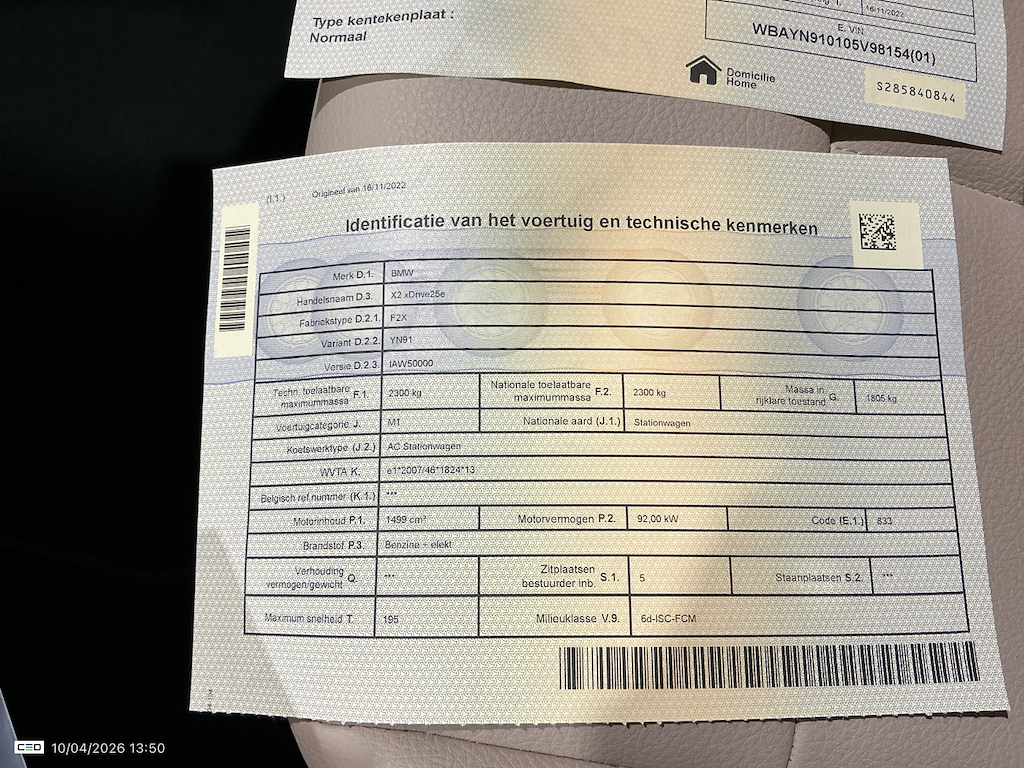 16/11/2022
Type kentekenplaat :
Normaal
E. VIN
WBAYN910105V98154(01)
Domicilie
Home
S285840844
(I.1.) Origineel van 16/11/2022
Identificatie van het voertuig en technische kenmerken
Merk D.1. BMW
Handelsnaam D.3. X2 xDrive25e
Fabriekstype D.2.1. F2X
Variant D.2.2. YN91
Versie D.2.3. IAW50000
Techn. toelaatbare maximummassa F.1. 2300 kg Nationale toelaatbare maximummassa F.2. 2300 kg Massa in rijklare toestand G. 1805 kg
Voertuigcategorie J. M1 Nationale aard (J.1.) Stationwagen
Koetswerktype (J.2.) AC Stationwagen
WVTA K. e1*2007/46*1824*13
Belgisch ref.nummer (K.1.) ***
Motorinhoud P.1. 1499 cm³ Motorvermogen P.2. 92,00 kW Code (E.1.) 833
Brandstof P.3. Benzine + elekt
Verhouding vermogen/gewicht Q. *** Zitplaatsen bestuurder inb. S.1. 5 Staanplaatsen S.2. ***
Maximum snelheid T. 195 Milieuklasse V.9. 6d-ISC-FCM
CEO 10/04/2026 13:50